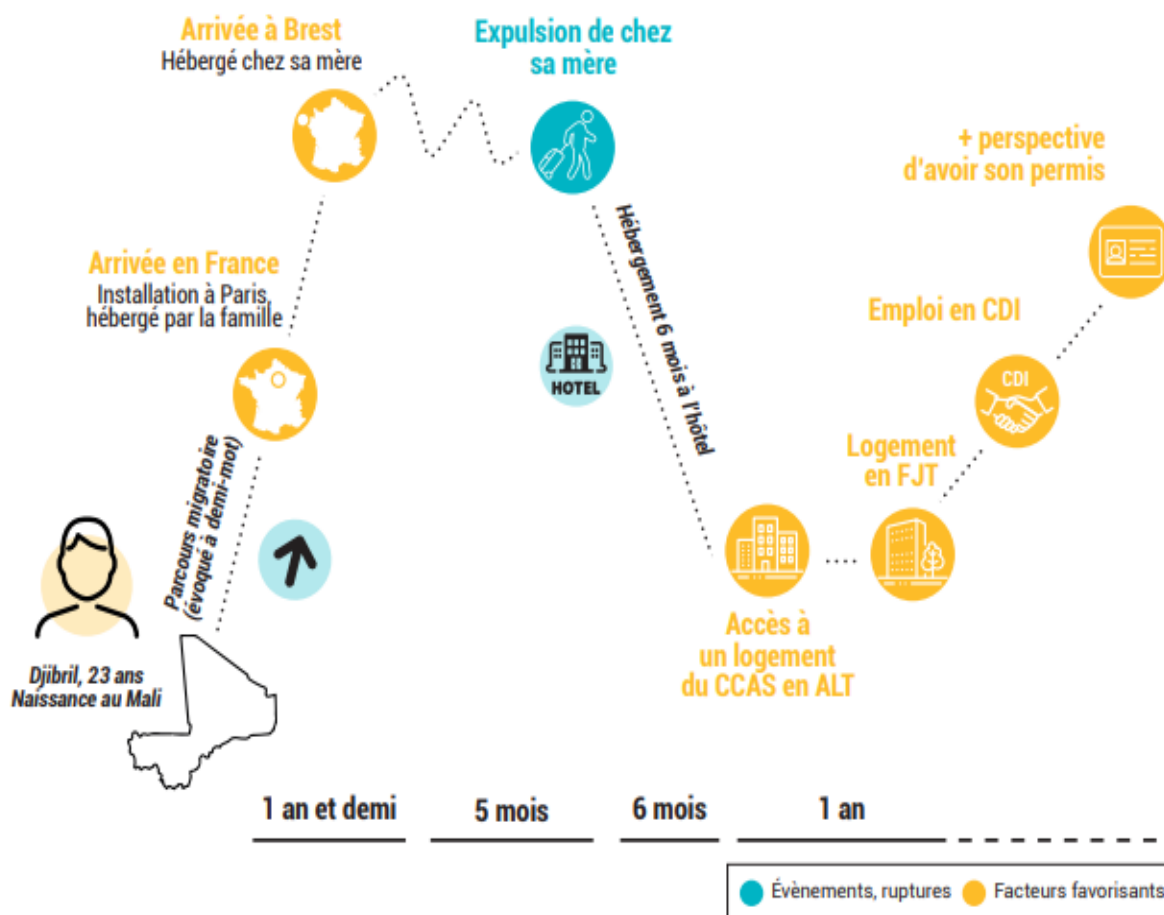 Arrivée à Brest
Hébergé chez sa mère
Expulsion de chez
sa mère
+ perspective
d'avoir son permis
Arrivée en France
Installation à Paris,
hébergé par la famille
Hébergement 6 mois à l'hôtel
HOTEL
Emploi en CDI
CDI
Logement
en FJT
Parcours migratoire
(évoqué à demi-mot)
Accès à
un logement
du CCAS en ALT
Djibril, 23 ans
Naissance au Mali
1 an et demi
5 mois
6 mois
1 an
Évènements, ruptures
Facteurs favorisants